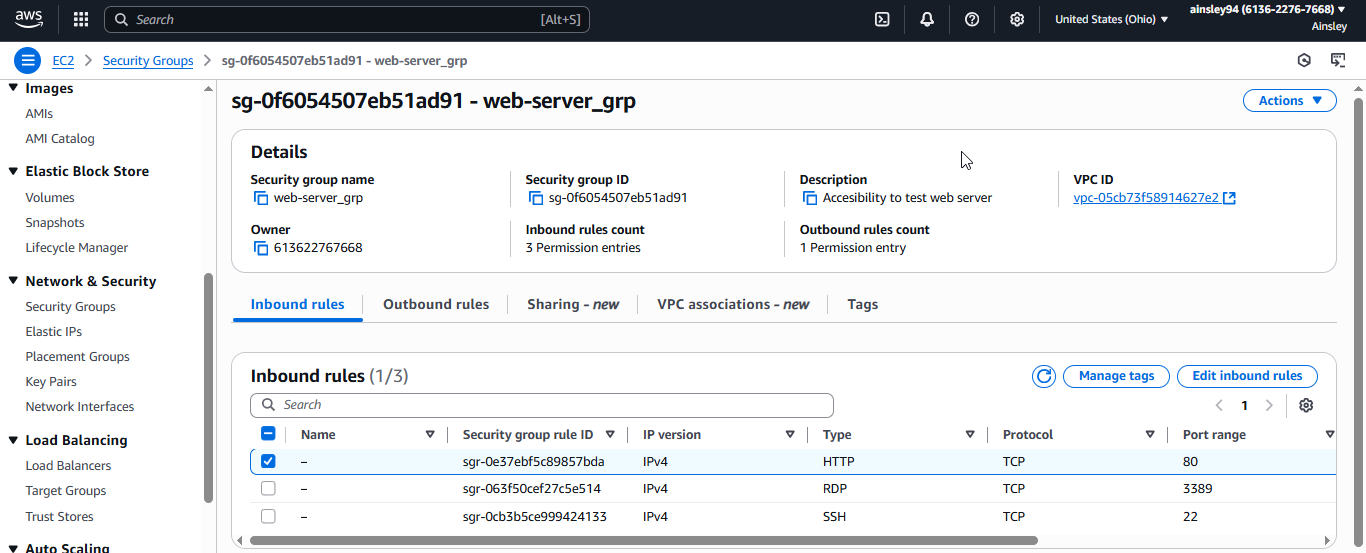 aws
Search [Alt+S]
United States (Ohio)
ainsley94 (6136-2276-7668)
Ainsley
EC2 > Security Groups > sg-0f6054507eb51ad91 - web-server_grp
Images
AMIs
AMI Catalog
Elastic Block Store
Volumes
Snapshots
Lifecycle Manager
Network & Security
Security Groups
Elastic IPs
Placement Groups
Key Pairs
Network Interfaces
Load Balancing
Load Balancers
Target Groups
Trust Stores
Auto Scaling
sg-0f6054507eb51ad91 - web-server_grp
Actions
Details
Security group name
web-server_grp
Security group ID
sg-0f6054507eb51ad91
Description
Accesibility to test web server
VPC ID
vpc-05cb73f58914627e2
Owner
613622767668
Inbound rules count
3 Permission entries
Outbound rules count
1 Permission entry
Inbound rules Outbound rules Sharing - new VPC associations - new Tags
Inbound rules (1/3)
Manage tags
Edit inbound rules
Search
1
Name Security group rule ID IP version Type Protocol Port range
– sgr-0e37ebf5c89857bda IPv4 HTTP TCP 80
– sgr-063f50cef27c5e514 IPv4 RDP TCP 3389
– sgr-0cb3b5ce999424133 IPv4 SSH TCP 22